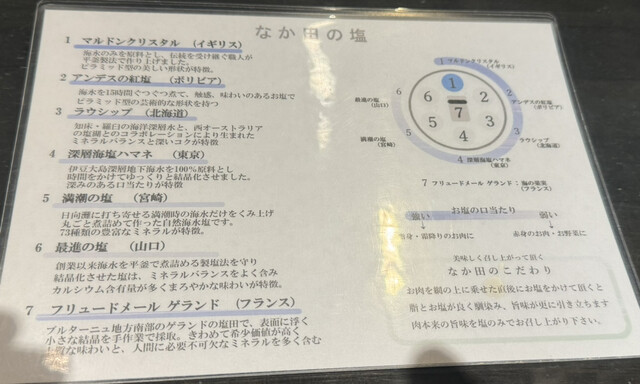 なか田の塩
1 マルドンクリスタル （イギリス）
海水のみを原料とし、伝統を受け継ぐ職人が
平釜製法で作り上げました。
ピラミッド型の美しい形状が特徴。
2 アンデスの紅塩 （ボリビア）
海水を15時間でつぐつ煮て、触感、味わいのあるお塩で
ピラミッド型の芸術的な形状を持つ
3 ラウシップ （北海道）
知床・羅臼の海洋深層水と、西オーストラリア
の塩湖とのコラボレーションにより生まれた
ミネラルバランスと深いコクが特徴
4 深層海塩ハマネ （東京）
伊豆大島深層地下海水を100％原料とし
時間をかけてゆっくりと結晶化させました。
深みのある口当たりが特徴
5 満潮の塩 （宮崎）
日向灘に打ち寄せる満潮時の海水だけをくみ上げ
丸ごと煮詰めて作った自然海水塩です。
73種類の豊富なミネラルが特徴。
6 最進の塩 （山口）
創業以来海水を平釜で煮詰める製塩法を守り
結晶化させた塩は、ミネラルバランスをよく含み
カルシウム含有量が多くまろやかな味わいが特徴。
7 フリュードメール ゲランド （フランス）
ブルターニュ地方南部のゲランドの塩田で、表面に浮く
小さな結晶を手作業で採取。きわめて希少価値が高く
味わいと、人間に必要不可欠なミネラルを多く含む
1 マルドンクリスタル
（イギリス）
1
2
3
4
5
6
7
2
アンデスの紅塩
（ボリビア）
3
ラウシップ
（北海道）
4 深層海塩ハマネ
（東京）
5
満潮の塩
（宮崎）
6
最進の塩
（山口）
7 フリュードメール ゲランド：海の果実
（フランス）
お塩の口当たり
強い
弱い
・霜降りのお肉に
赤身のお肉・お野菜に
美味しく召し上がって頂く
なか田のこだわり
お肉を網の上に乗せた直後にお塩をかけて頂くと
脂とお塩が良く馴染み、旨味が更に引き立ちます
肉本来の旨味を塩のみでお召し上がり下さい。